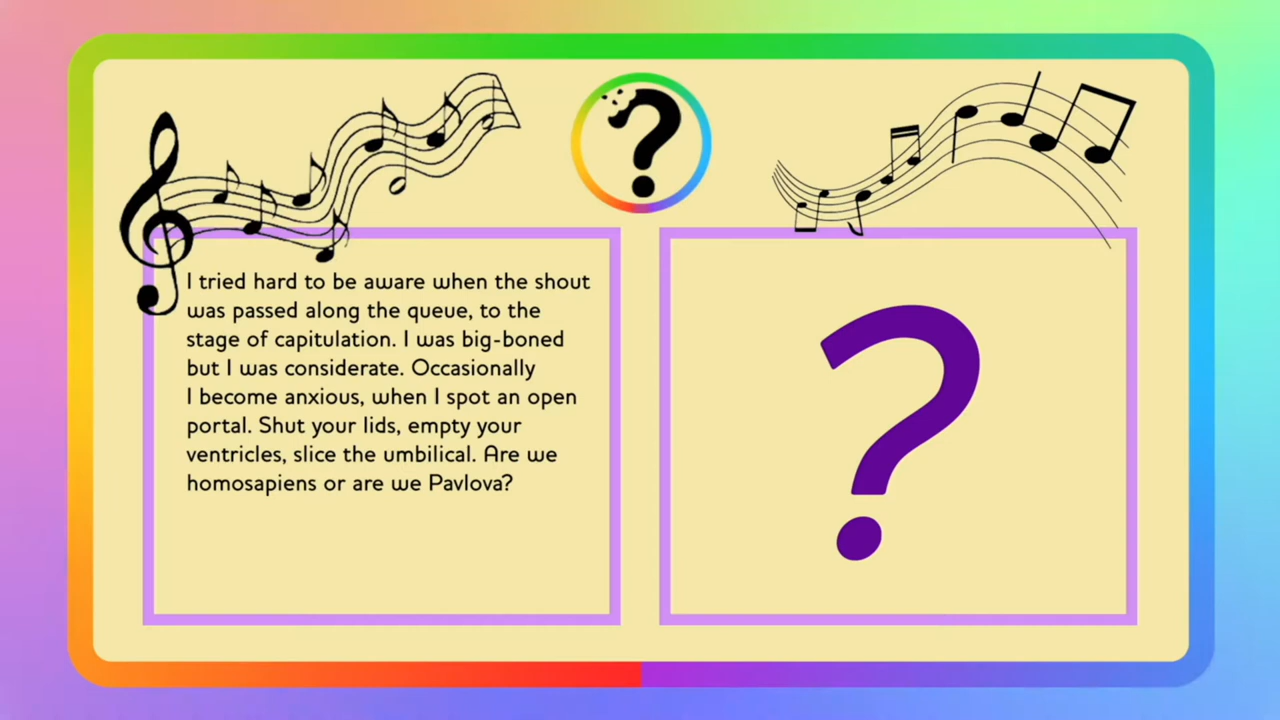 I tried hard to be aware when the shout
was passed along the queue, to the
stage of capitulation. I was big-boned
but I was considerate. Occasionally
I become anxious, when I spot an open
portal. Shut your lids, empty your
ventricles, slice the umbilical. Are we
homosapiens or are we Pavlova?
?
?